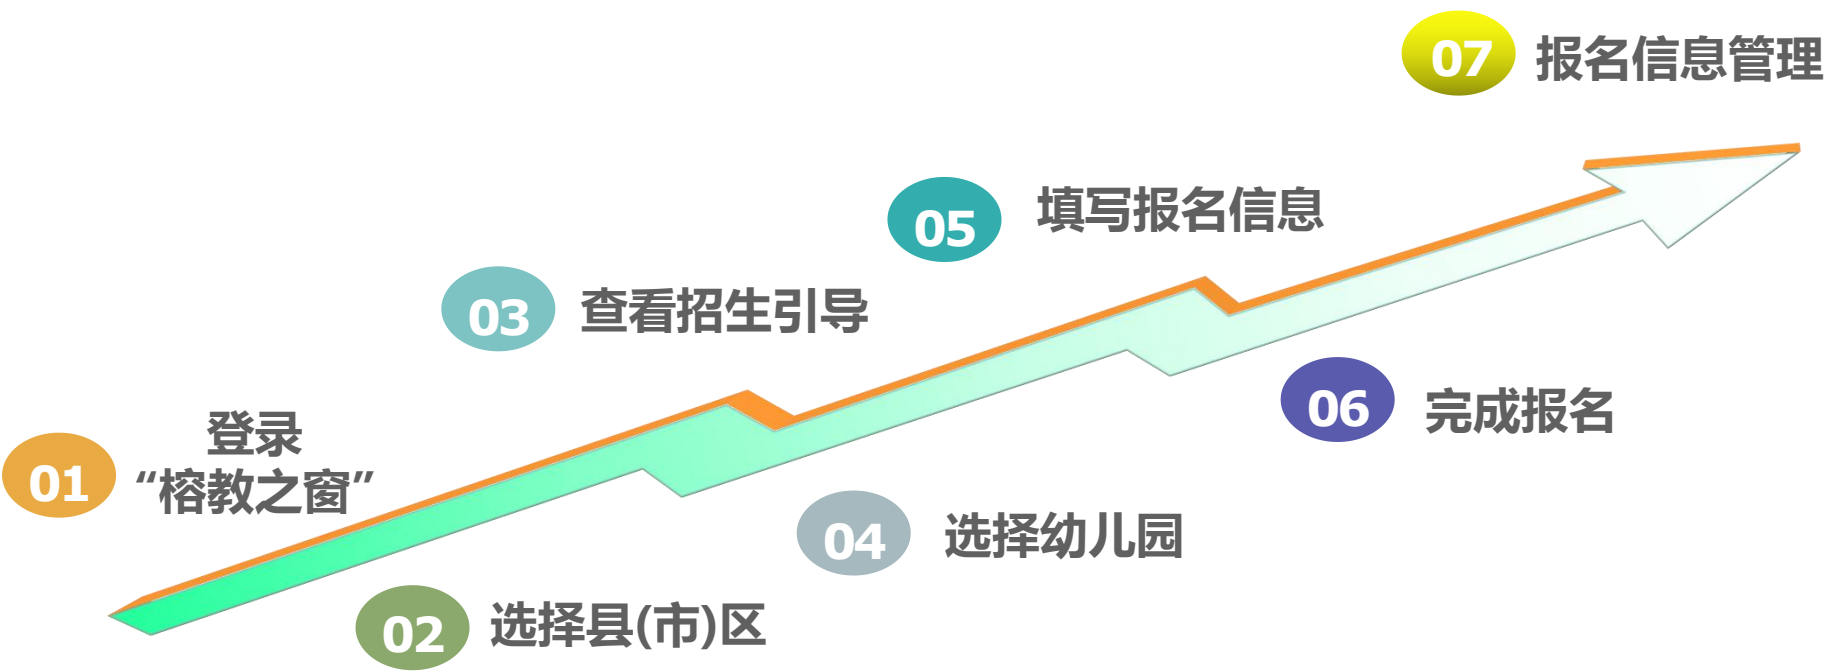 01
登录
“榕教之窗”
02
选择县(市)区
03
查看招生引导
04
选择幼儿园
05
填写报名信息
06
完成报名
07
报名信息管理